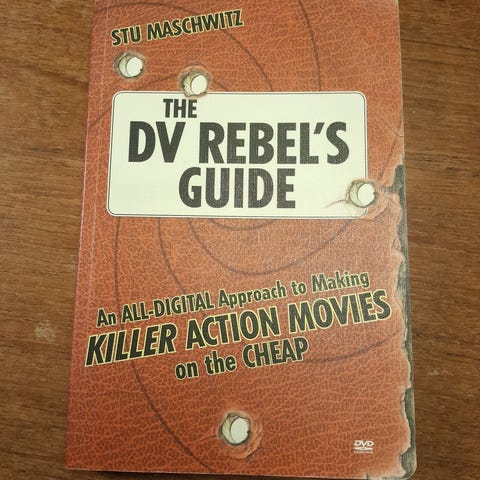 STU MASCHWITZ
THE
DV REBEL'S
GUIDE
An ALL-DIGITAL Approach to Making
KILLER ACTION MOVIES
on the CHEAP
DVD